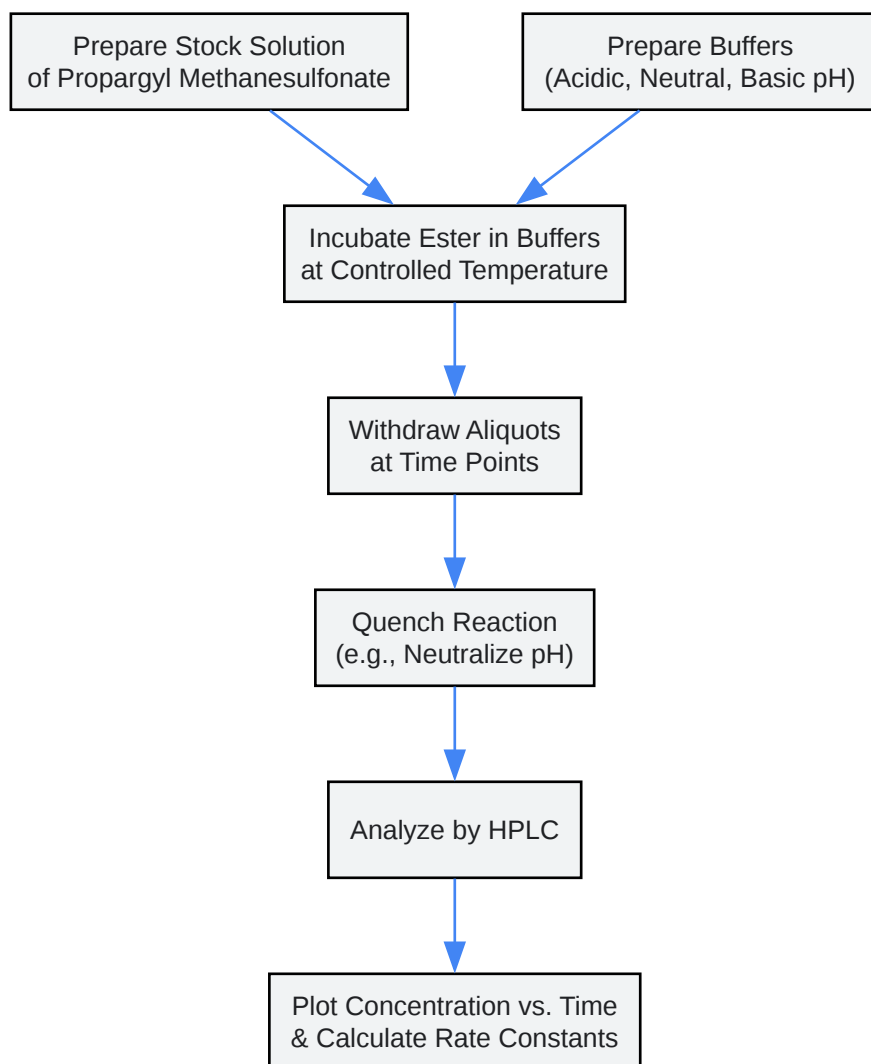 Prepare Stock Solution
of Propargyl Methanesulfonate
Prepare Buffers
(Acidic, Neutral, Basic pH)
Incubate Ester in Buffers
at Controlled Temperature
Withdraw Aliquots
at Time Points
Quench Reaction
(e.g., Neutralize pH)
Analyze by HPLC
Plot Concentration vs. Time
& Calculate Rate Constants